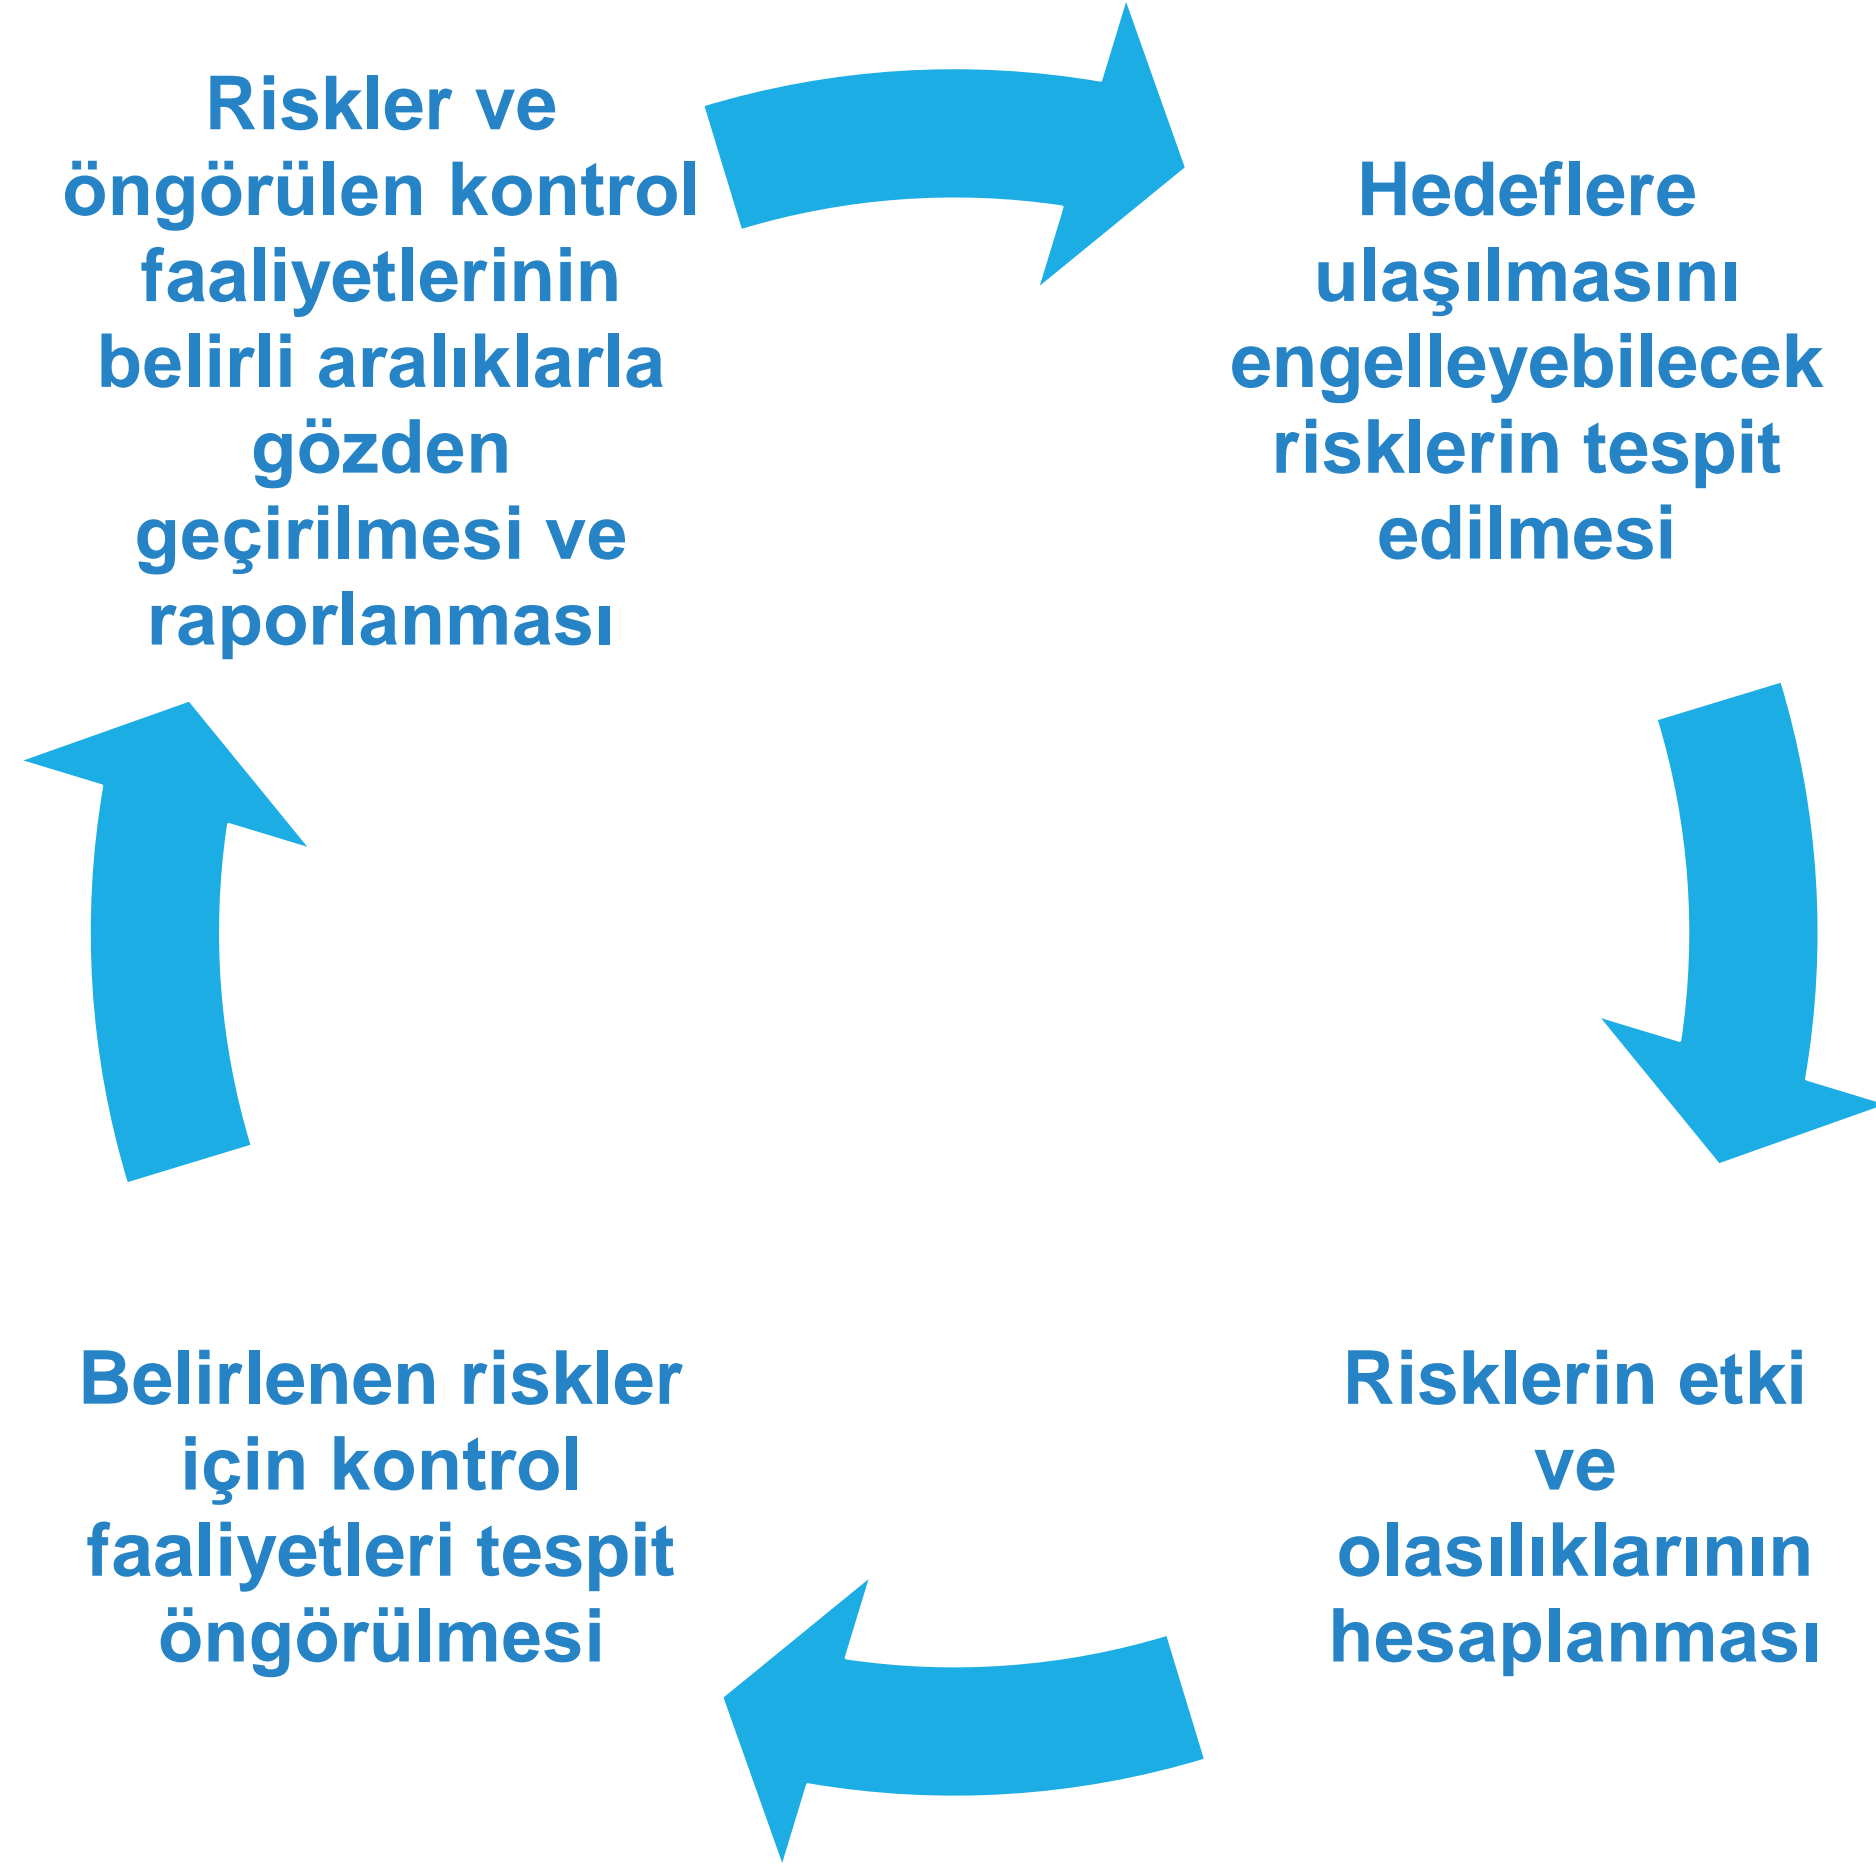 Riskler ve
öngörülen kontrol
faaliyetlerinin
belirli aralıklarla
gözden
geçirilmesi ve
raporlanması
Hedeflere
ulaşılmasını
engelleyebilecek
risklerin tespit
edilmesi
Risklerin etki
ve
olasılıklarının
hesaplanması
Belirlenen riskler
için kontrol
faaliyetleri tespit
öngörülmesi